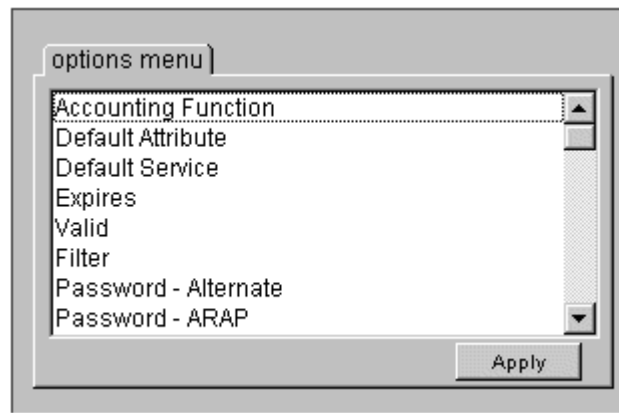 options menu
Accounting Function
Default Attribute
Default Service
Expires
Valid
Filter
Password - Alternate
Password - ARAP
Apply